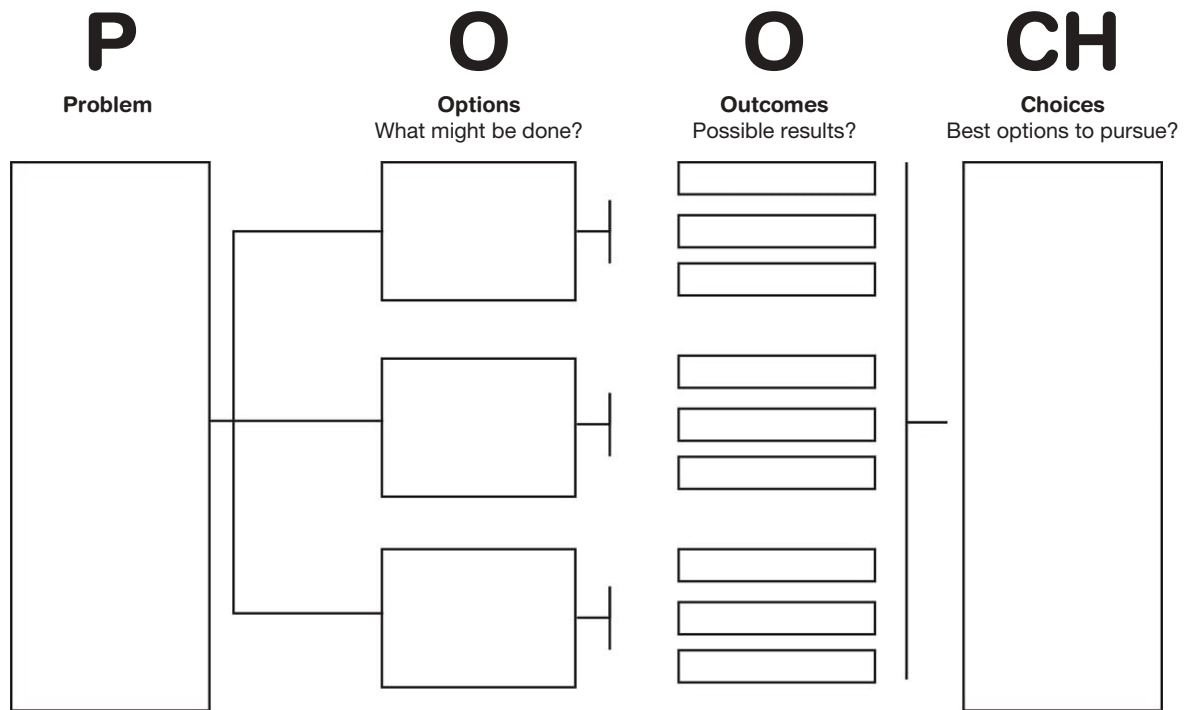 P
O
O
CH
Problem
Options
Outcomes
Choices
What might be done?
Possible results?
Best options to pursue?